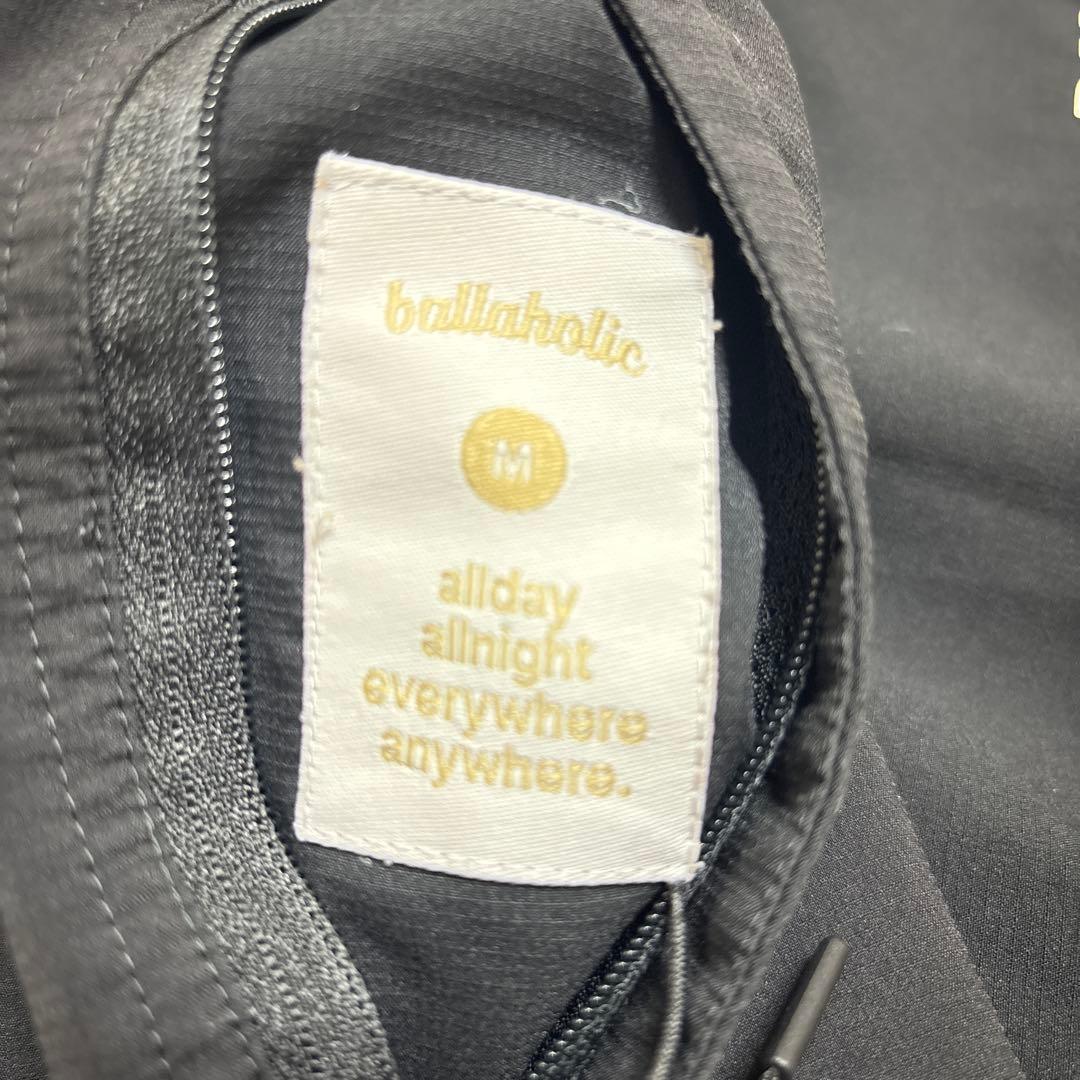 ballaholic
M
allday
allnight
everywhere
anywhere.